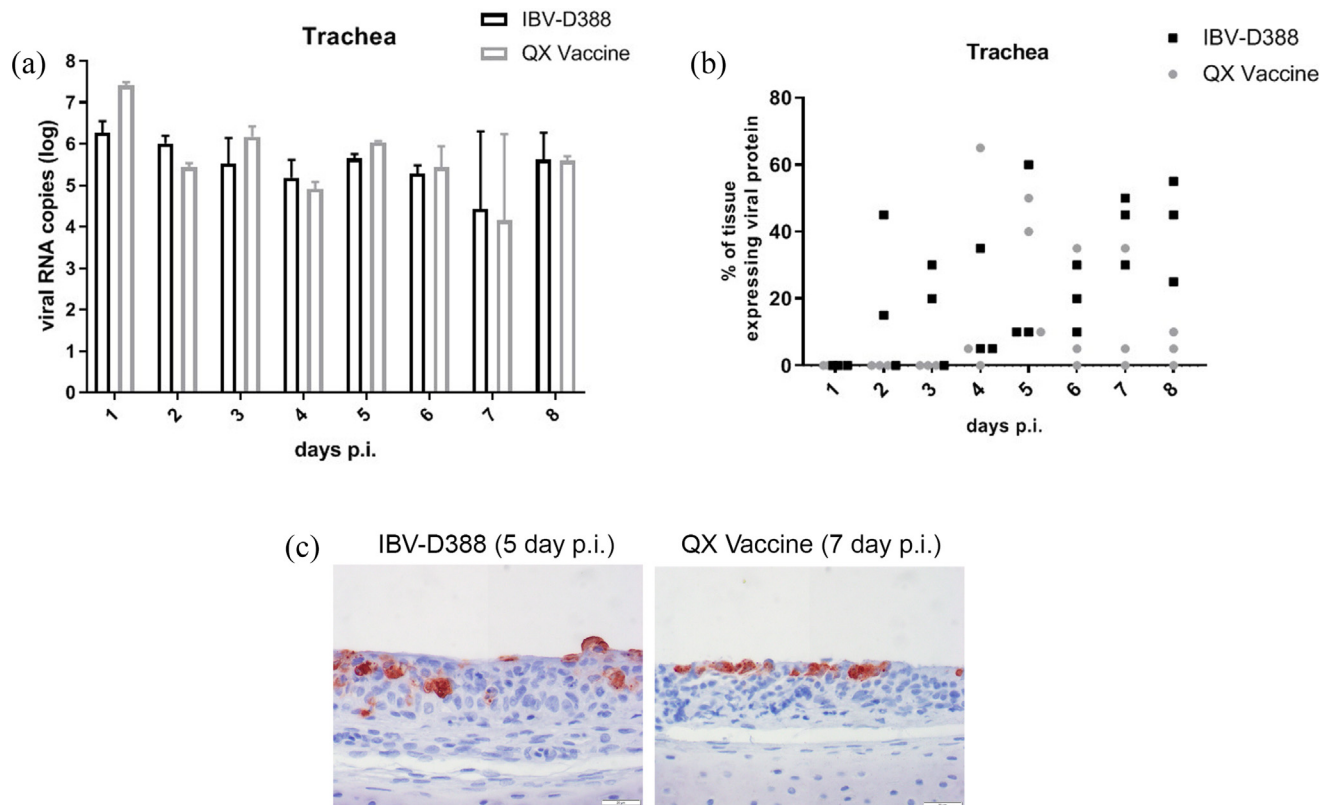 (a)
Trachea
IBV-D388
QX Vaccine
viral RNA copies (log)
8
7
6
5
4
3
2
1
0
1 2 3 4 5 6 7 8
days p.i.
(b)
Trachea
IBV-D388
QX Vaccine
% of tissue
expressing viral protein
80
60
40
20
0
1 2 3 4 5 6 7 8
days p.i.
(c)
IBV-D388 (5 day p.i.)
QX Vaccine (7 day p.i.)